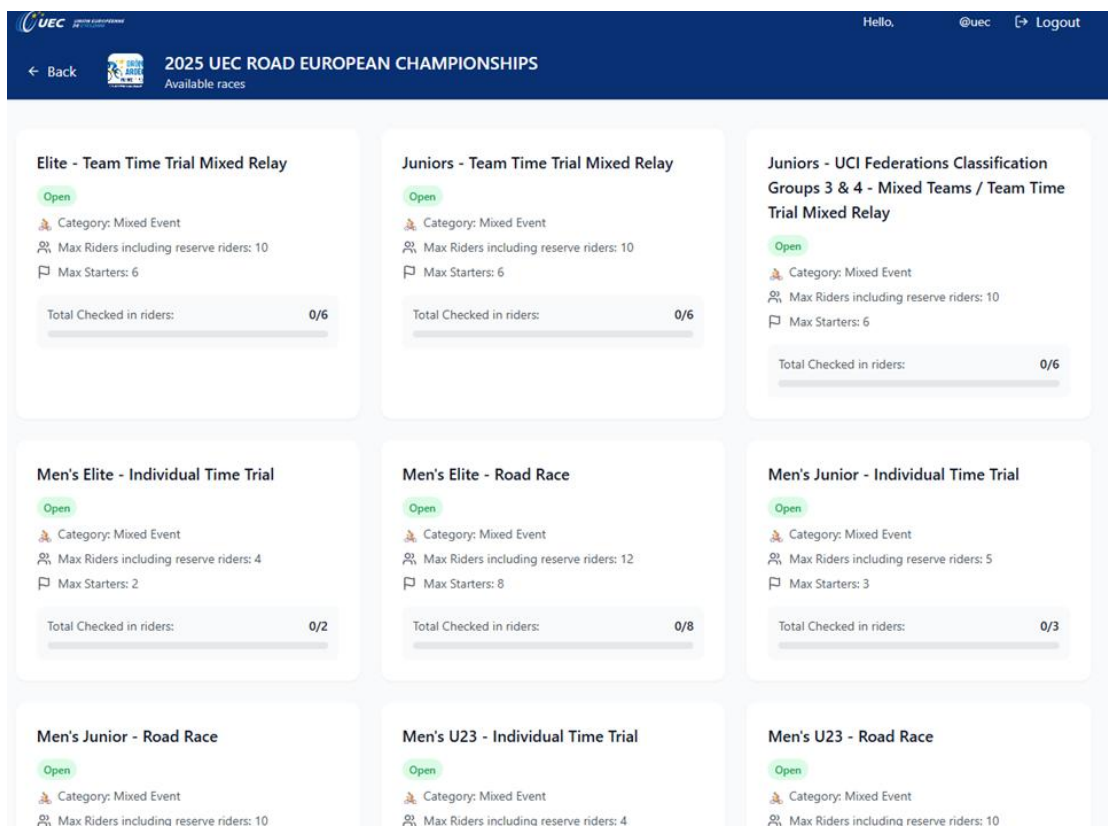 UEC UNION EUROPÉENNE
DE CYCLISME
Hello,
@uec
Logout
Back
2025 UEC ROAD EUROPEAN CHAMPIONSHIPS
Available races
Elite - Team Time Trial Mixed Relay
Open
Category: Mixed Event
Max Riders including reserve riders: 10
Max Starters: 6
Total Checked in riders: 0/6
Juniors - Team Time Trial Mixed Relay
Open
Category: Mixed Event
Max Riders including reserve riders: 10
Max Starters: 6
Total Checked in riders: 0/6
Juniors - UCI Federations Classification
Groups 3 & 4 - Mixed Teams / Team Time
Trial Mixed Relay
Open
Category: Mixed Event
Max Riders including reserve riders: 10
Max Starters: 6
Total Checked in riders: 0/6
Men's Elite - Individual Time Trial
Open
Category: Mixed Event
Max Riders including reserve riders: 4
Max Starters: 2
Total Checked in riders: 0/2
Men's Elite - Road Race
Open
Category: Mixed Event
Max Riders including reserve riders: 12
Max Starters: 8
Total Checked in riders: 0/8
Men's Junior - Individual Time Trial
Open
Category: Mixed Event
Max Riders including reserve riders: 5
Max Starters: 3
Total Checked in riders: 0/3
Men's Junior - Road Race
Open
Category: Mixed Event
Max Riders including reserve riders: 10
Men's U23 - Individual Time Trial
Open
Category: Mixed Event
Max Riders including reserve riders: 4
Men's U23 - Road Race
Open
Category: Mixed Event
Max Riders including reserve riders: 10